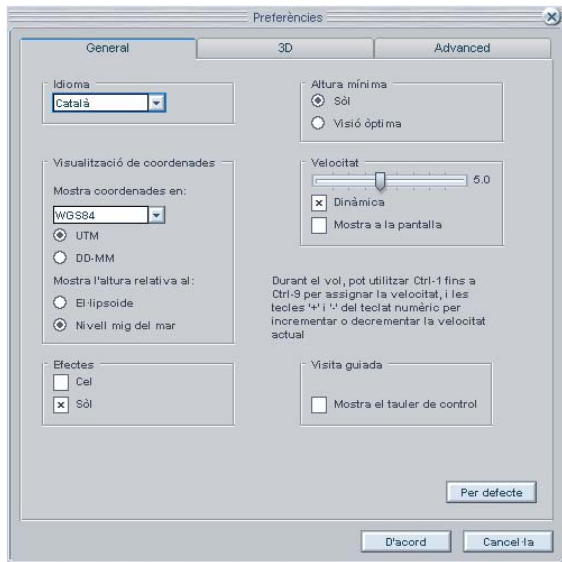 Preferències
General
3D
Advanced
Idioma
Català
Altura mínima
Sòl
Visió òptima
Visualització de coordenades
Mostra coordenades en:
WGS84
UTM
DD-MM
Mostra l'altura relativa al:
El·lipsoide
Nivell mig del mar
Velocitat
5.0
Dinàmica
Mostra a la pantalla
Durant el vol, pot utilitzar Ctrl-1 fins a
Ctrl-9 per assignar la velocitat, i les
tecles '+' i '-' del teclat numèric per
incrementar o decrementar la velocitat
actual
Efectes
Cel
Sòl
Visita guiada
Mostra el tauler de control
Per defecte
D'acord
Cancel·la